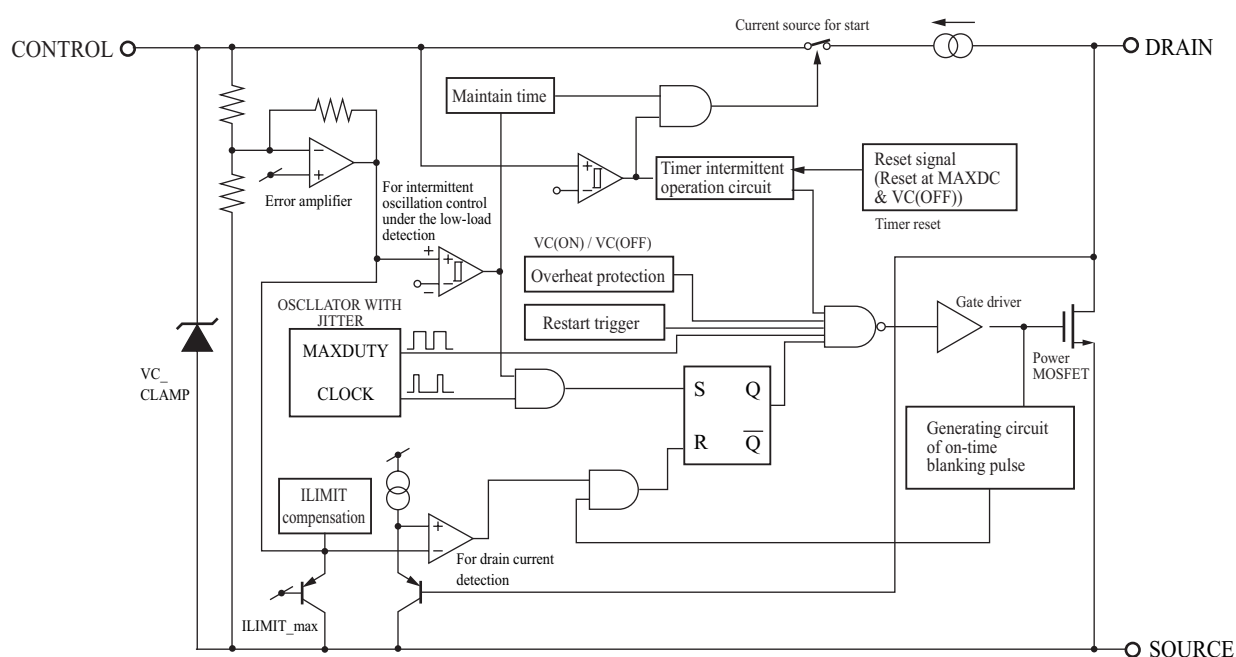 Current source for start
CONTROL
DRAIN
Maintain time
Reset signal
(Reset at MAXDC
& VC(OFF))
Timer reset
Timer intermittent
operation circuit
+
−
−
+
Error amplifier
For intermittent
oscillation control
under the low-load
detection
+
+
−
−
VC(ON) / VC(OFF)
Overheat protection
Restart trigger
Gate driver
Power
MOSFET
OSCLLATOR WITH
JITTER
MAXDUTY
CLOCK
VC_
CLAMP
S
Q
R
Q̅
Generating circuit
of on-time
blanking pulse
ILIMIT
compensation
+
−
For drain current
detection
ILIMIT_max
SOURCE